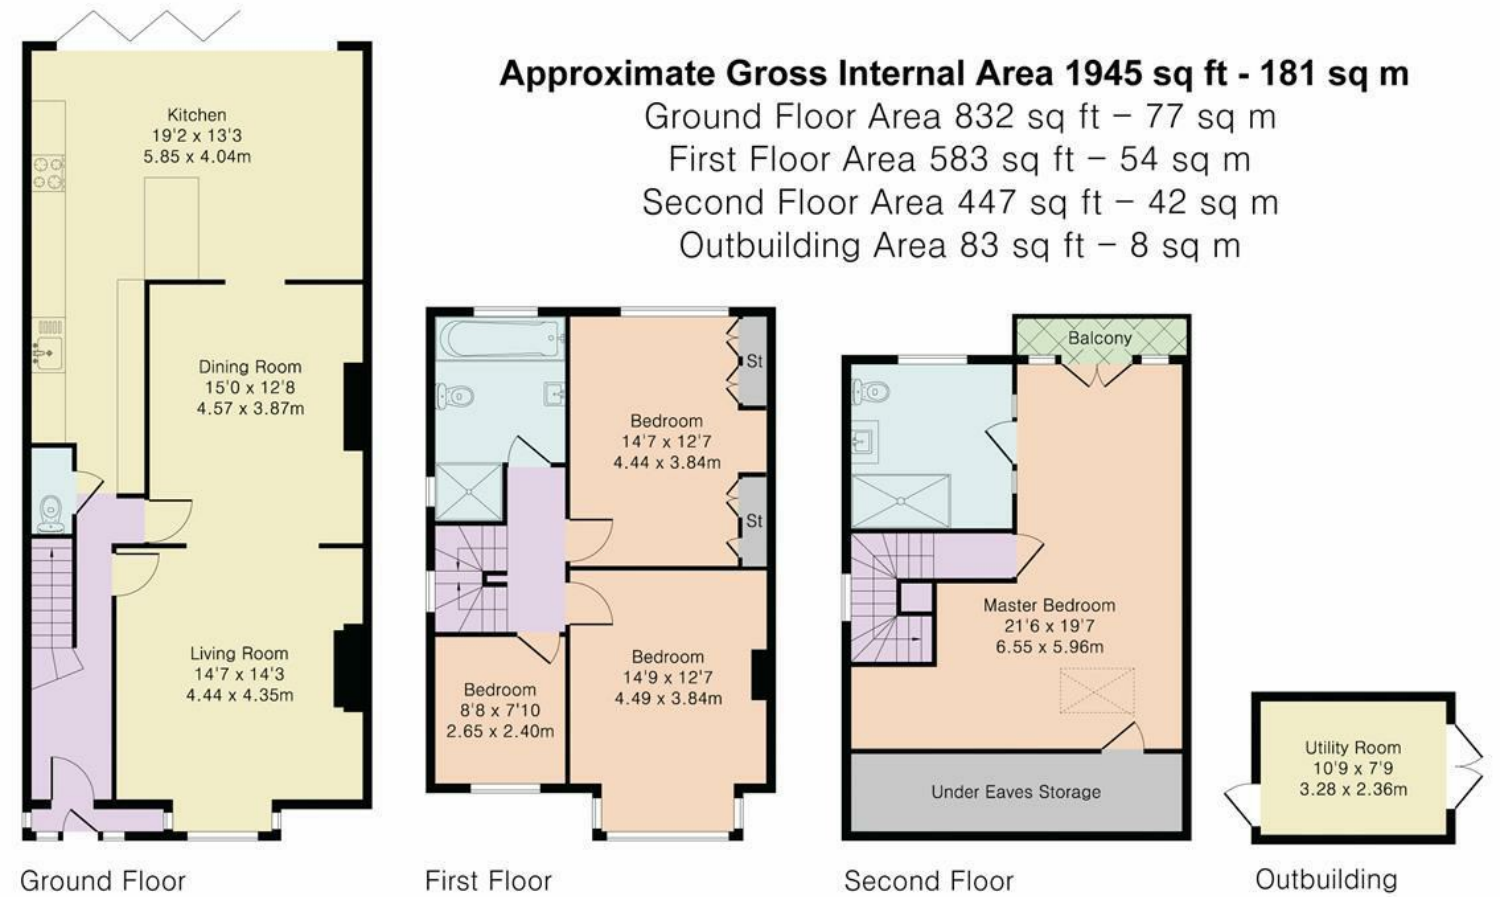 Approximate Gross Internal Area 1945 sq ft - 181 sq m
Ground Floor Area 832 sq ft – 77 sq m
First Floor Area 583 sq ft – 54 sq m
Second Floor Area 447 sq ft – 42 sq m
Outbuilding Area 83 sq ft – 8 sq m
Kitchen
19'2 x 13'3
5.85 x 4.04m
Dining Room
15'0 x 12'8
4.57 x 3.87m
Living Room
14'7 x 14'3
4.44 x 4.35m
Ground Floor
St
Bedroom
14'7 x 12'7
4.44 x 3.84m
St
Bedroom
14'9 x 12'7
4.49 x 3.84m
Bedroom
8'8 x 7'10
2.65 x 2.40m
First Floor
Balcony
Master Bedroom
21'6 x 19'7
6.55 x 5.96m
Under Eaves Storage
Second Floor
Utility Room
10'9 x 7'9
3.28 x 2.36m
Outbuilding